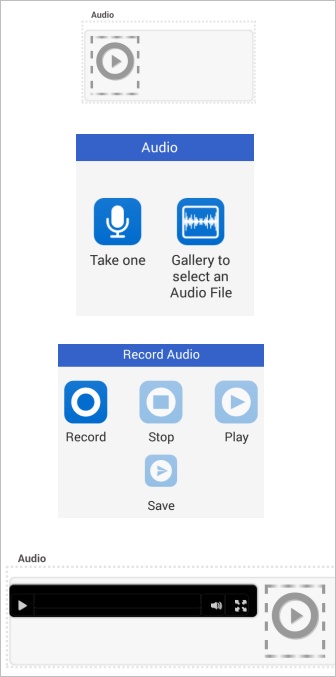 Audio
Audio
Take one
Gallery to
select an
Audio File
Record Audio
Record
Stop
Play
Save
Audio